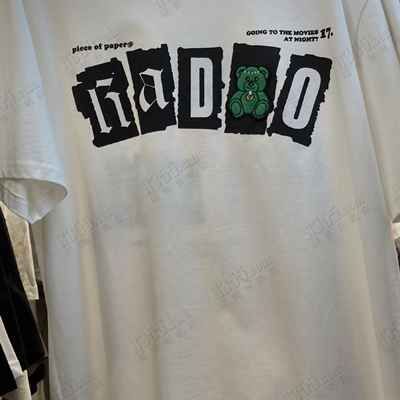 piece of paper®
GOING TO THE MOVIES
AT NIGHT! 17.
RaD O